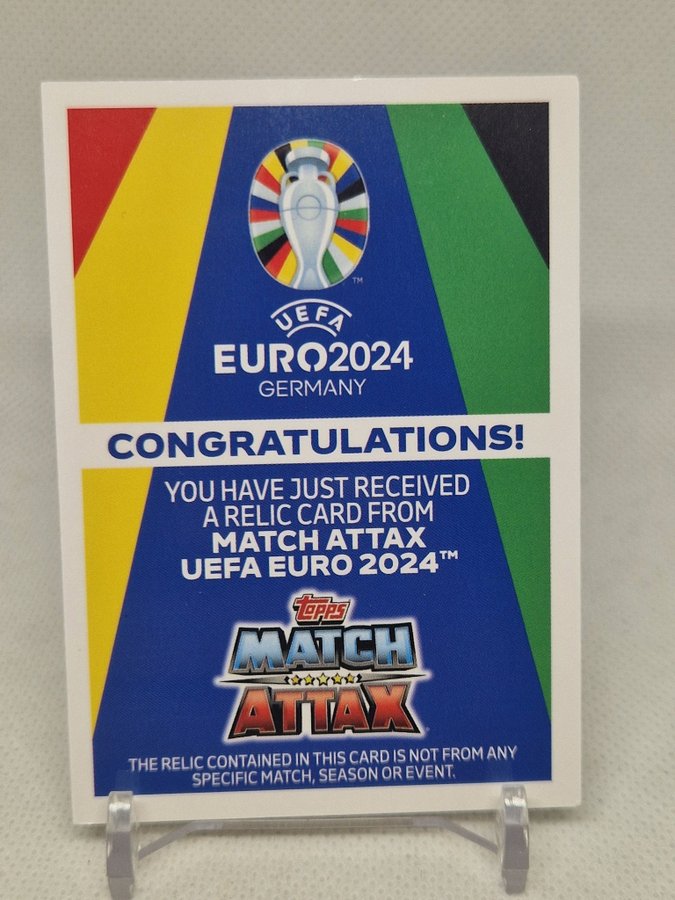 TM
UEFA
EURO2024
GERMANY
CONGRATULATIONS!
YOU HAVE JUST RECEIVED
A RELIC CARD FROM
MATCH ATTAX
UEFA EURO 2024™
topps
MATCH
ATTAX
THE RELIC CONTAINED IN THIS CARD IS NOT FROM ANY
SPECIFIC MATCH, SEASON OR EVENT.